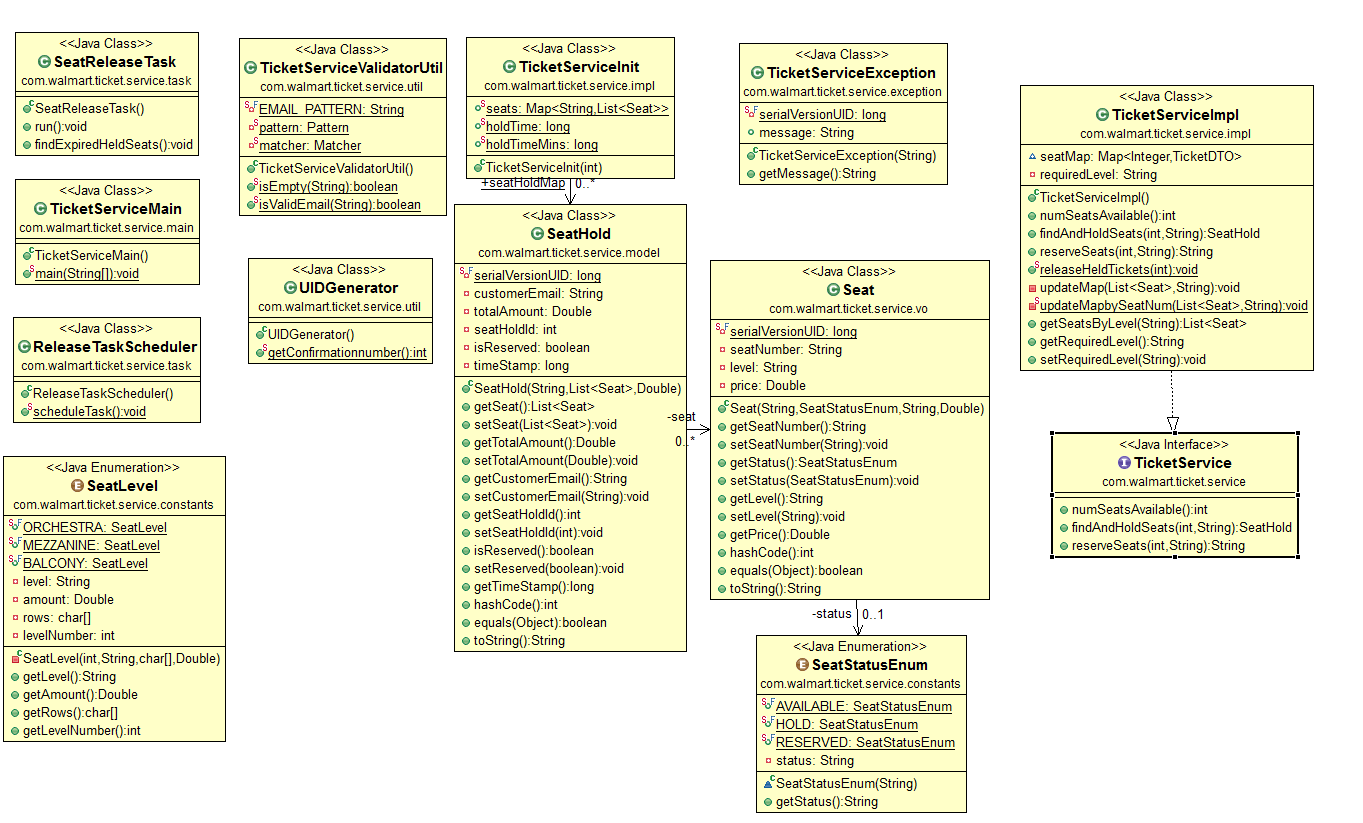 <<Java Class>>
SeatReleaseTask
com.walmart.ticket.service.task
SeatReleaseTask()
run():void
findExpiredHeldSeats():void
<<Java Class>>
TicketServiceMain
com.walmart.ticket.service.main
TicketServiceMain()
main(String[]):void
<<Java Class>>
ReleaseTaskScheduler
com.walmart.ticket.service.task
ReleaseTaskScheduler()
scheduleTask():void
<<Java Enumeration>>
SeatLevel
com.walmart.ticket.service.constants
ORCHESTRA: SeatLevel
MEZZANINE: SeatLevel
BALCONY: SeatLevel
level: String
amount: Double
rows: char[]
levelNumber: int
SeatLevel(int,String,char[],Double)
getLevel():String
getAmount():Double
getRows():char[]
getLevelNumber():int
<<Java Class>>
TicketServiceValidatorUtil
com.walmart.ticket.service.util
EMAIL_PATTERN: String
pattern: Pattern
matcher: Matcher
TicketServiceValidatorUtil()
isEmpty(String):boolean
isValidEmail(String):boolean
<<Java Class>>
UIDGenerator
com.walmart.ticket.service.util
UIDGenerator()
getConfirmationnumber():int
<<Java Class>>
TicketServiceInit
com.walmart.ticket.service.impl
seats: Map<String,List<Seat>>
holdTime: long
holdTimeMins: long
TicketServiceInit(int)
+seatHoldMap 0..*
<<Java Class>>
SeatHold
com.walmart.ticket.service.model
serialVersionUID: long
customerEmail: String
totalAmount: Double
seatHoldId: int
isReserved: boolean
timeStamp: long
SeatHold(String,List<Seat>,Double)
getSeat():List<Seat>
setSeat(List<Seat>):void
getTotalAmount():Double
setTotalAmount(Double):void
getCustomerEmail():String
setCustomerEmail(String):void
getSeatHoldId():int
setSeatHoldId(int):void
isReserved():boolean
setReserved(boolean):void
getTimeStamp():long
hashCode():int
equals(Object):boolean
toString():String
-seat
0..*
<<Java Class>>
TicketServiceException
com.walmart.ticket.service.exception
serialVersionUID: long
message: String
TicketServiceException(String)
getMessage():String
<<Java Class>>
Seat
com.walmart.ticket.service.vo
serialVersionUID: long
seatNumber: String
level: String
price: Double
Seat(String,SeatStatusEnum,String,Double)
getSeatNumber():String
setSeatNumber(String):void
getStatus():SeatStatusEnum
setStatus(SeatStatusEnum):void
getLevel():String
setLevel(String):void
getPrice():Double
hashCode():int
equals(Object):boolean
toString():String
-status 0..1
<<Java Enumeration>>
SeatStatusEnum
com.walmart.ticket.service.constants
AVAILABLE: SeatStatusEnum
HOLD: SeatStatusEnum
RESERVED: SeatStatusEnum
status: String
SeatStatusEnum(String)
getStatus():String
<<Java Class>>
TicketServiceImpl
com.walmart.ticket.service.impl
seatMap: Map<Integer,TicketDTO>
requiredLevel: String
TicketServiceImpl()
numSeatsAvailable():int
findAndHoldSeats(int,String):SeatHold
reserveSeats(int,String):String
releaseHeldTickets(int):void
updateMap(List<Seat>,String):void
updateMapbySeatNum(List<Seat>,String):void
getSeatsByLevel(String):List<Seat>
getRequiredLevel():String
setRequiredLevel(String):void
<<Java Interface>>
TicketService
com.walmart.ticket.service
numSeatsAvailable():int
findAndHoldSeats(int,String):SeatHold
reserveSeats(int,String):String